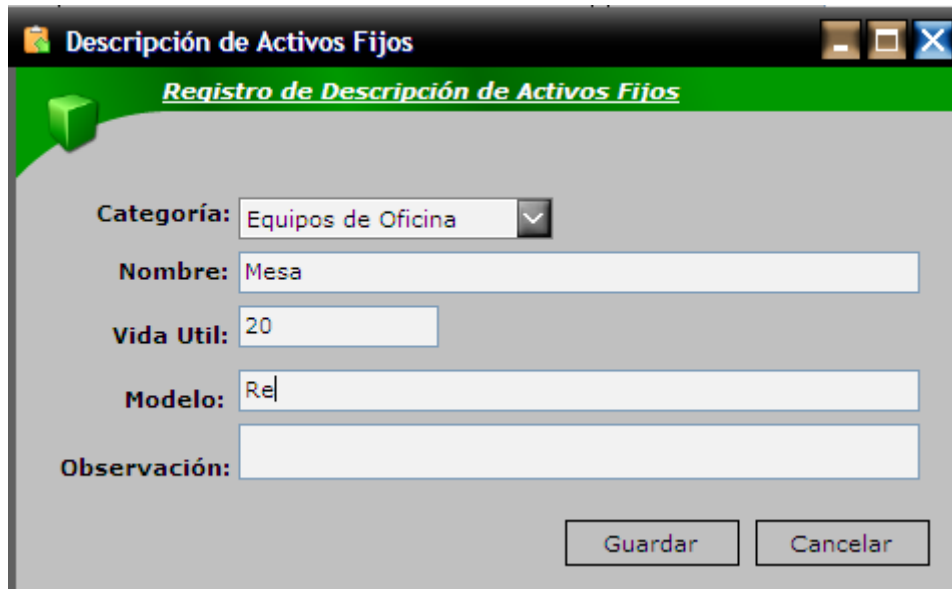 Descripción de Activos Fijos
Registro de Descripción de Activos Fijos
Categoría: Equipos de Oficina
Nombre: Mesa
Vida Util: 20
Modelo: Re
Observación:
Guardar Cancelar